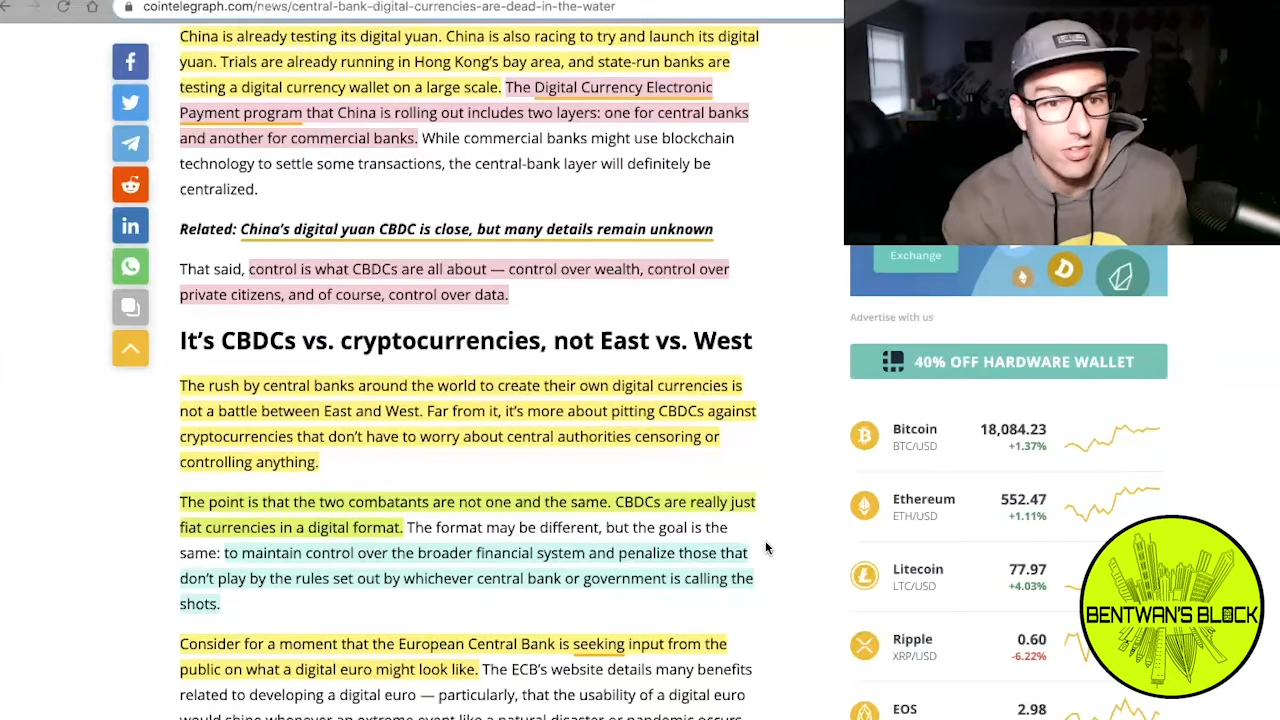 cointelegraph.com/news/central-bank-digital-currencies-are-dead-in-the-water
China is already testing its digital yuan. China is also racing to try and launch its digital
yuan. Trials are already running in Hong Kong's bay area, and state-run banks are
testing a digital currency wallet on a large scale. The Digital Currency Electronic
Payment program that China is rolling out includes two layers: one for central banks
and another for commercial banks. While commercial banks might use blockchain
technology to settle some transactions, the central-bank layer will definitely be
centralized.
Related: China's digital yuan CBDC is close, but many details remain unknown
That said, control is what CBDCs are all about — control over wealth, control over
private citizens, and of course, control over data.
It's CBDCs vs. cryptocurrencies, not East vs. West
The rush by central banks around the world to create their own digital currencies is
not a battle between East and West. Far from it, it's more about pitting CBDCs against
cryptocurrencies that don't have to worry about central authorities censoring or
controlling anything.
The point is that the two combatants are not one and the same. CBDCs are really just
fiat currencies in a digital format. The format may be different, but the goal is the
same: to maintain control over the broader financial system and penalize those that
don't play by the rules set out by whichever central bank or government is calling the
shots.
Consider for a moment that the European Central Bank is seeking input from the
public on what a digital euro might look like. The ECB's website details many benefits
related to developing a digital euro — particularly, that the usability of a digital euro
would shine whenever an extreme event like a natural disaster or pandemic occurs
Exchange
Advertise with us
40% OFF HARDWARE WALLET
Bitcoin 18,084.23
BTC/USD +1.37%
Ethereum 552.47
ETH/USD +1.11%
Litecoin 77.97
LTC/USD +4.03%
Ripple 0.60
XRP/USD -6.22%
EOS 2.98
BENTWAN'S BLOCK